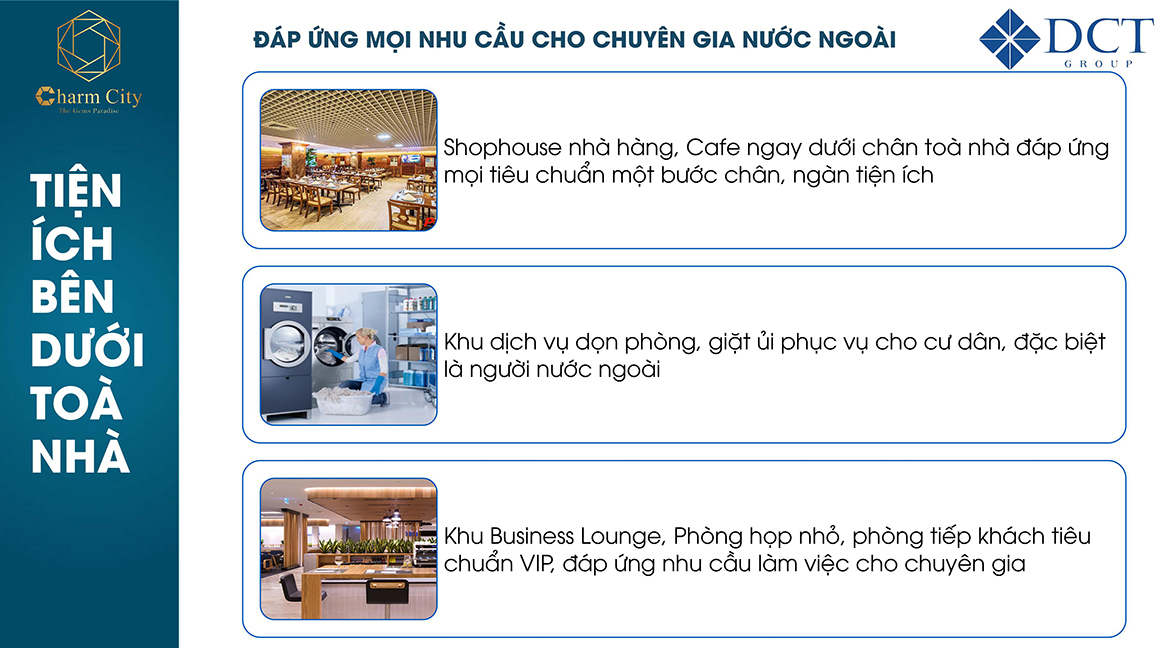 Charm City
The Gems Paradise
TIỆN
ÍCH
BÊN
DƯỚI
TOÀ
NHÀ
ĐÁP ỨNG MỌI NHU CẦU CHO CHUYÊN GIA NƯỚC NGOÀI
DCT
GROUP
Shophouse nhà hàng, Cafe ngay dưới chân toà nhà đáp ứng
mọi tiêu chuẩn một bước chân, ngàn tiện ích
Khu dịch vụ dọn phòng, giặt ủi phục vụ cho cư dân, đặc biệt
là người nước ngoài
Khu Business Lounge, Phòng họp nhỏ, phòng tiếp khách tiêu
chuẩn VIP, đáp ứng nhu cầu làm việc cho chuyên gia